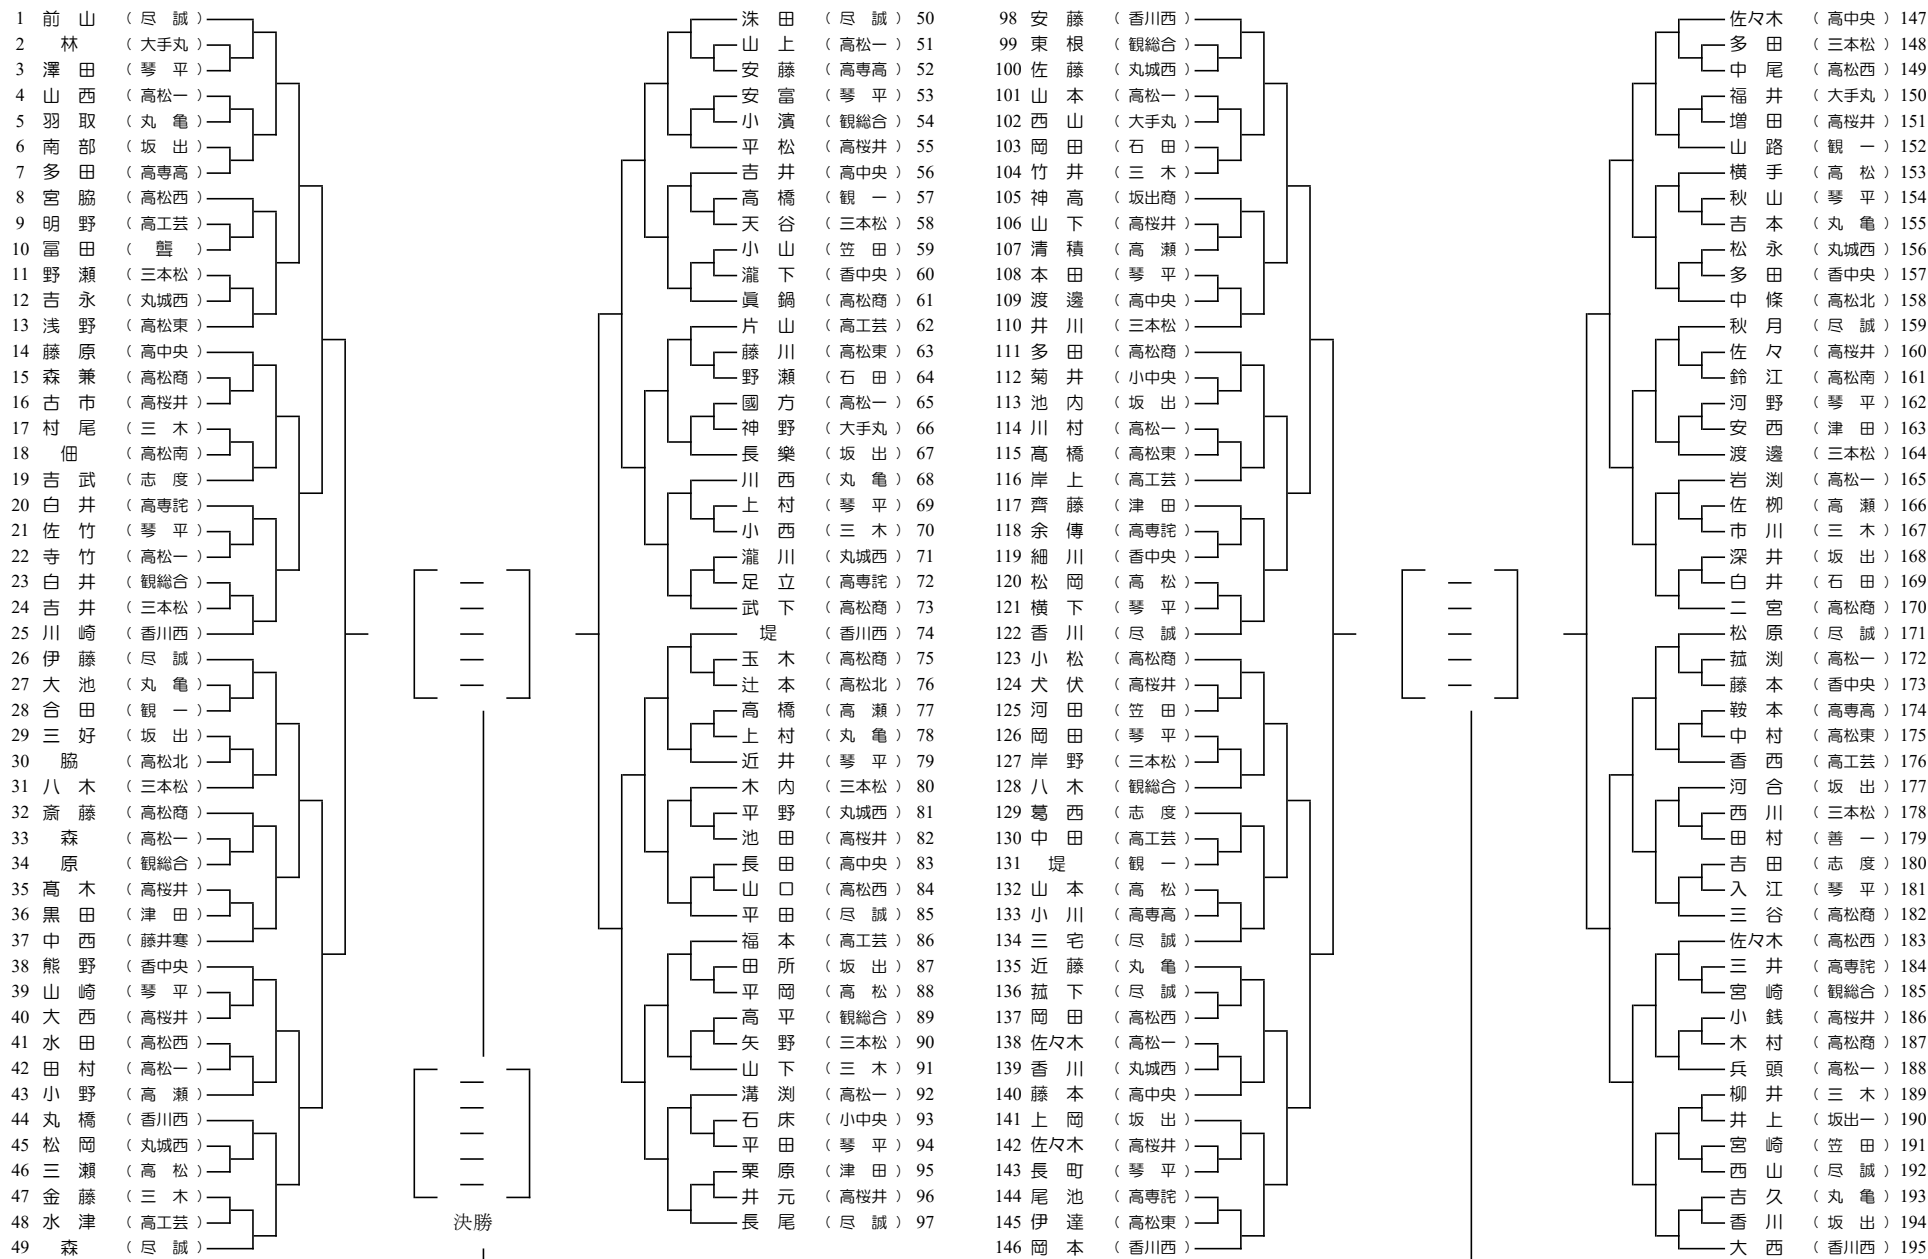 1 前 山 （ 尽 誠 ）
2 林 （ 大手丸 ）
3 澤 田 （ 琴 平 ）
4 山 西 （ 高松一 ）
5 羽 取 （ 丸 亀 ）
6 南 部 （ 坂 出 ）
7 多 田 （ 高専高 ）
8 宮 脇 （ 高松西 ）
9 明 野 （ 高工芸 ）
10 冨 田 （ 聾 ）
11 野 瀬 （ 三本松 ）
12 吉 永 （ 丸城西 ）
13 浅 野 （ 高松東 ）
14 藤 原 （ 高中央 ）
15 森 兼 （ 高松商 ）
16 古 市 （ 高桜井 ）
17 村 尾 （ 三 木 ）
18 佃 （ 高松南 ）
19 吉 武 （ 志 度 ）
20 白 井 （ 高専詫 ）
21 佐 竹 （ 琴 平 ）
22 寺 竹 （ 高松一 ）
23 白 井 （ 観総合 ）
24 吉 井 （ 三本松 ）
25 川 崎 （ 香川西 ）
26 伊 藤 （ 尽 誠 ）
27 大 池 （ 丸 亀 ）
28 合 田 （ 観 一 ）
29 三 好 （ 坂 出 ）
30 脇 （ 高松北 ）
31 八 木 （ 三本松 ）
32 斎 藤 （ 高松商 ）
33 森 （ 高松一 ）
34 原 （ 観総合 ）
35 髙 木 （ 高桜井 ）
36 黒 田 （ 津 田 ）
37 中 西 （ 藤井寒 ）
38 熊 野 （ 香中央 ）
39 山 崎 （ 琴 平 ）
40 大 西 （ 高桜井 ）
41 水 田 （ 高松西 ）
42 田 村 （ 高松一 ）
43 小 野 （ 高 瀬 ）
44 丸 橋 （ 香川西 ）
45 松 岡 （ 丸城西 ）
46 三 瀬 （ 高 松 ）
47 金 藤 （ 三 木 ）
48 水 津 （ 高工芸 ）
49 森 （ 尽 誠 ）
決勝
洙 田 （ 尽 誠 ） 50
山 上 （ 高松一 ） 51
安 藤 （ 高専高 ） 52
安 富 （ 琴 平 ） 53
小 濱 （ 観総合 ） 54
平 松 （ 高桜井 ） 55
吉 井 （ 高中央 ） 56
高 橋 （ 観 一 ） 57
天 谷 （ 三本松 ） 58
小 山 （ 笠 田 ） 59
瀧 下 （ 香中央 ） 60
眞 鍋 （ 高松商 ） 61
片 山 （ 高工芸 ） 62
藤 川 （ 高松東 ） 63
野 瀬 （ 石 田 ） 64
國 方 （ 高松一 ） 65
神 野 （ 大手丸 ） 66
長 樂 （ 坂 出 ） 67
川 西 （ 丸 亀 ） 68
上 村 （ 琴 平 ） 69
小 西 （ 三 木 ） 70
瀧 川 （ 丸城西 ） 71
足 立 （ 高専詫 ） 72
武 下 （ 高松商 ） 73
堤 （ 香川西 ） 74
玉 木 （ 高松商 ） 75
辻 本 （ 高松北 ） 76
高 橋 （ 高 瀬 ） 77
上 村 （ 丸 亀 ） 78
近 井 （ 琴 平 ） 79
木 内 （ 三本松 ） 80
平 野 （ 丸城西 ） 81
池 田 （ 高桜井 ） 82
長 田 （ 高中央 ） 83
山 口 （ 高松西 ） 84
平 田 （ 尽 誠 ） 85
福 本 （ 高工芸 ） 86
田 所 （ 坂 出 ） 87
平 岡 （ 高 松 ） 88
高 平 （ 観総合 ） 89
矢 野 （ 三本松 ） 90
山 下 （ 三 木 ） 91
溝 渕 （ 高松一 ） 92
石 床 （ 小中央 ） 93
平 田 （ 琴 平 ） 94
栗 原 （ 津 田 ） 95
井 元 （ 高桜井 ） 96
長 尾 （ 尽 誠 ） 97
98 安 藤 （ 香川西 ）
99 東 根 （ 観総合 ）
100 佐 藤 （ 丸城西 ）
101 山 本 （ 高松一 ）
102 西 山 （ 大手丸 ）
103 岡 田 （ 石 田 ）
104 竹 井 （ 三 木 ）
105 神 高 （ 坂出商 ）
106 山 下 （ 高桜井 ）
107 清 積 （ 高 瀬 ）
108 本 田 （ 琴 平 ）
109 渡 邊 （ 高中央 ）
110 井 川 （ 三本松 ）
111 多 田 （ 高松商 ）
112 菊 井 （ 小中央 ）
113 池 内 （ 坂 出 ）
114 川 村 （ 高松一 ）
115 髙 橋 （ 高松東 ）
116 岸 上 （ 高工芸 ）
117 齊 藤 （ 津 田 ）
118 余 傳 （ 高専詫 ）
119 細 川 （ 香中央 ）
120 松 岡 （ 高 松 ）
121 横 下 （ 琴 平 ）
122 香 川 （ 尽 誠 ）
123 小 松 （ 高松商 ）
124 犬 伏 （ 高桜井 ）
125 河 田 （ 笠 田 ）
126 岡 田 （ 琴 平 ）
127 岸 野 （ 三本松 ）
128 八 木 （ 観総合 ）
129 葛 西 （ 志 度 ）
130 中 田 （ 高工芸 ）
131 堤 （ 観 一 ）
132 山 本 （ 高 松 ）
133 小 川 （ 高専高 ）
134 三 宅 （ 尽 誠 ）
135 近 藤 （ 丸 亀 ）
136 菰 下 （ 尽 誠 ）
137 岡 田 （ 高松西 ）
138 佐々木 （ 高松一 ）
139 香 川 （ 丸城西 ）
140 藤 本 （ 高中央 ）
141 上 岡 （ 坂 出 ）
142 佐々木 （ 高桜井 ）
143 長 町 （ 琴 平 ）
144 尾 池 （ 高専詫 ）
145 伊 達 （ 高松東 ）
146 岡 本 （ 香川西 ）
佐々木 （ 高中央 ） 147
多 田 （ 三本松 ） 148
中 尾 （ 高松西 ） 149
福 井 （ 大手丸 ） 150
増 田 （ 高桜井 ） 151
山 路 （ 観 一 ） 152
横 手 （ 高 松 ） 153
秋 山 （ 琴 平 ） 154
吉 本 （ 丸 亀 ） 155
松 永 （ 丸城西 ） 156
多 田 （ 香中央 ） 157
中 條 （ 高松北 ） 158
秋 月 （ 尽 誠 ） 159
佐 々 （ 高桜井 ） 160
鈴 江 （ 高松南 ） 161
河 野 （ 琴 平 ） 162
安 西 （ 津 田 ） 163
渡 邊 （ 三本松 ） 164
岩 渕 （ 高松一 ） 165
佐 栁 （ 高 瀬 ） 166
市 川 （ 三 木 ） 167
深 井 （ 坂 出 ） 168
白 井 （ 石 田 ） 169
二 宮 （ 高松商 ） 170
松 原 （ 尽 誠 ） 171
菰 渕 （ 高松一 ） 172
藤 本 （ 香中央 ） 173
鞍 本 （ 高専高 ） 174
中 村 （ 高松東 ） 175
香 西 （ 高工芸 ） 176
河 合 （ 坂 出 ） 177
西 川 （ 三本松 ） 178
田 村 （ 善 一 ） 179
吉 田 （ 志 度 ） 180
入 江 （ 琴 平 ） 181
三 谷 （ 高松商 ） 182
佐々木 （ 高松西 ） 183
三 井 （ 高専詫 ） 184
宮 崎 （ 観総合 ） 185
小 銭 （ 高桜井 ） 186
木 村 （ 高松商 ） 187
兵 頭 （ 高松一 ） 188
柳 井 （ 三 木 ） 189
井 上 （ 坂出一 ） 190
宮 崎 （ 笠 田 ） 191
西 山 （ 尽 誠 ） 192
吉 久 （ 丸 亀 ） 193
香 川 （ 坂 出 ） 194
大 西 （ 香川西 ） 195